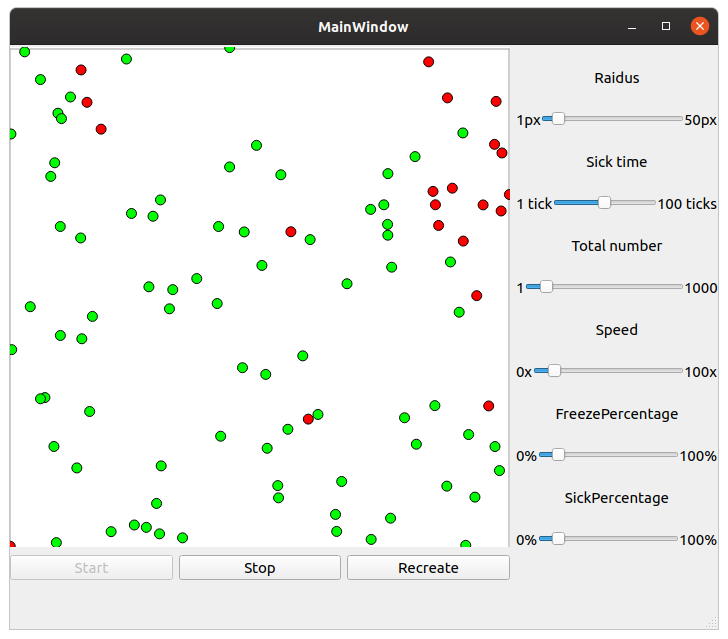 MainWindow
Raidus
1px 50px
Sick time
1 tick 100 ticks
Total number
1 1000
Speed
0x 100x
FreezePercentage
0% 100%
SickPercentage
0% 100%
Start Stop Recreate